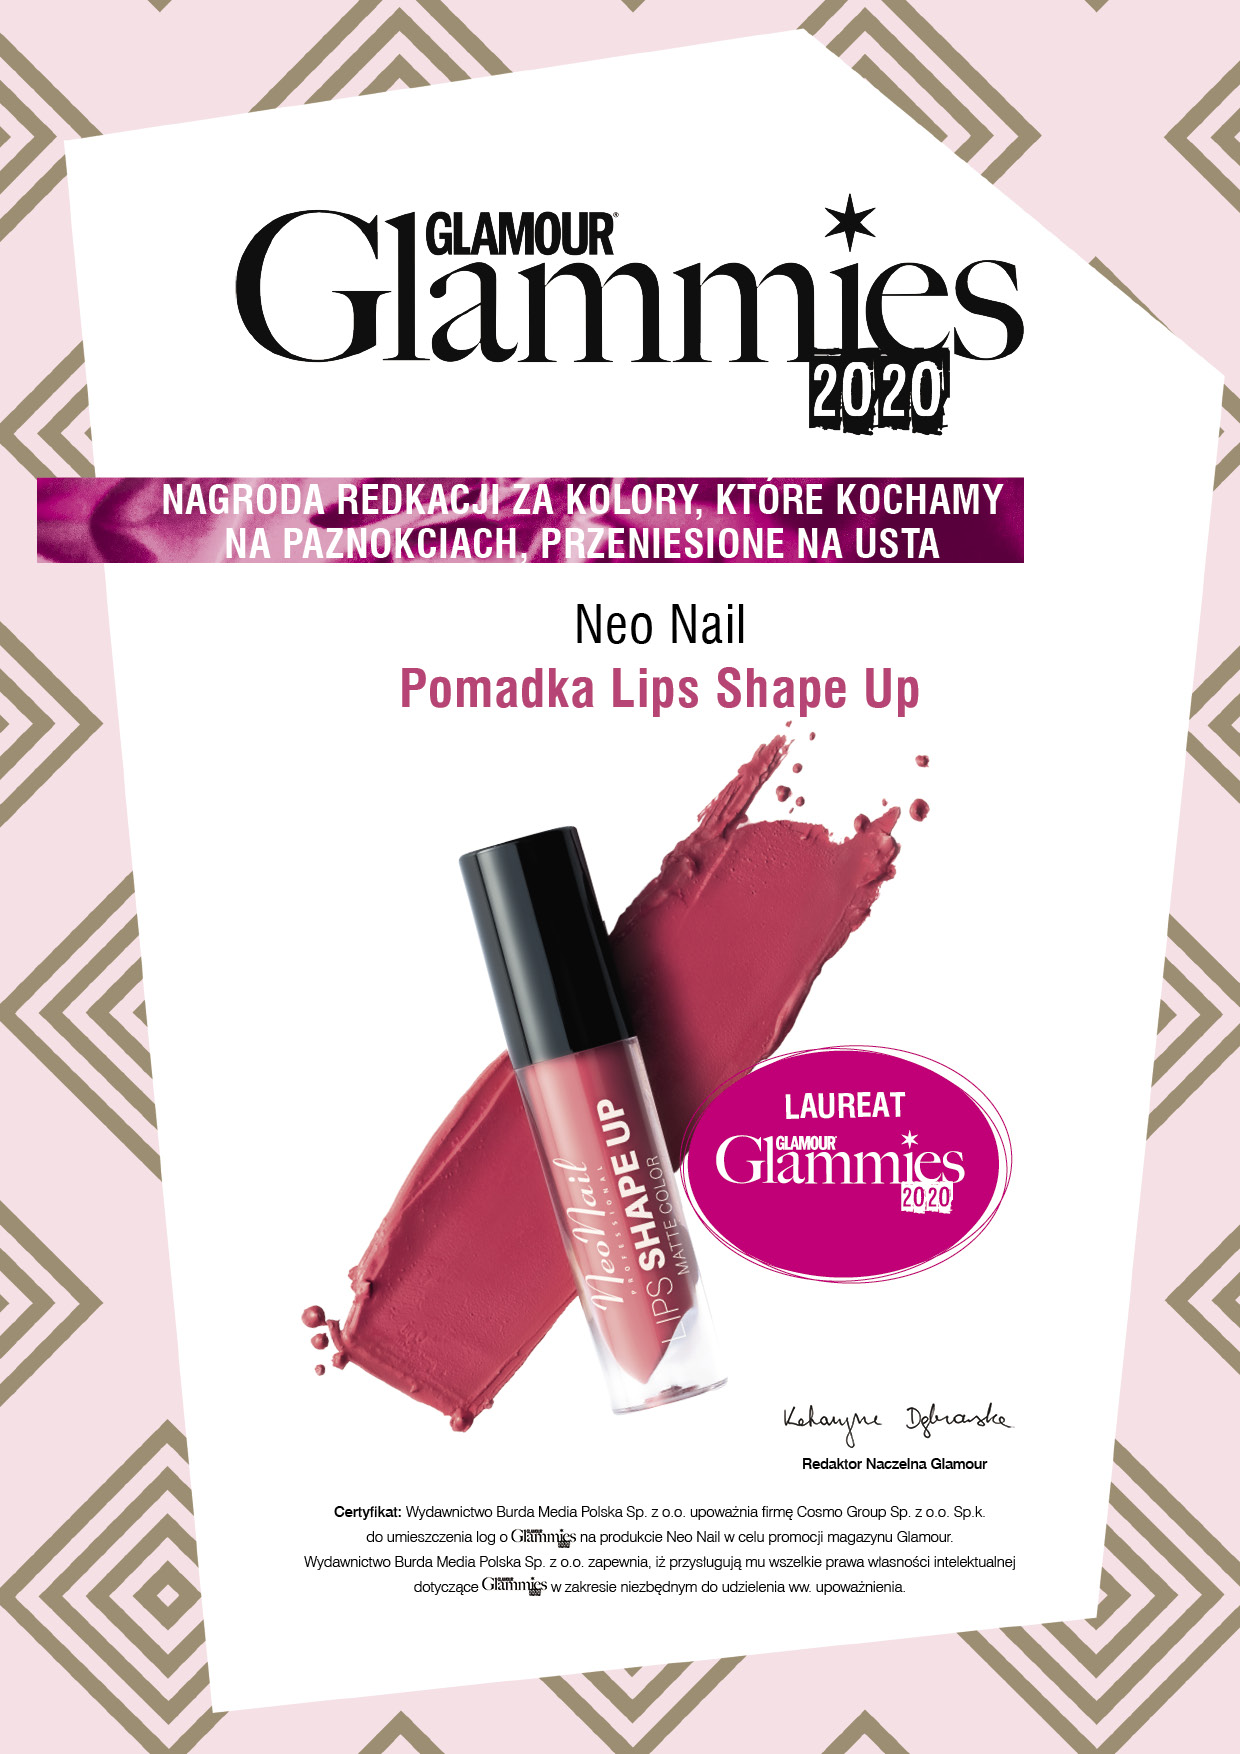 GLAMOUR®
Glammies
2020
NAGRODA REDKACJI ZA KOLORY, KTÓRE KOCHAMY
NA PAZNOKCIACH, PRZENIESIONE NA USTA
Neo Nail
Pomadka Lips Shape Up
NeoNail
PROFESSIONAL
LIPS SHAPE UP
MATTE COLOR
LAUREAT
GLAMOUR
Glammies
2020
Katarzyna Dąbrowska
Redaktor Naczelna Glamour
Certyfikat: Wydawnictwo Burda Media Polska Sp. z o.o. upoważnia firmę Cosmo Group Sp. z o.o. Sp.k.
do umieszczenia log o Glammies na produkcie Neo Nail w celu promocji magazynu Glamour.
Wydawnictwo Burda Media Polska Sp. z o.o. zapewnia, iż przysługują mu wszelkie prawa własności intelektualnej
dotyczące Glammies w zakresie niezbędnym do udzielenia ww. upoważnienia.